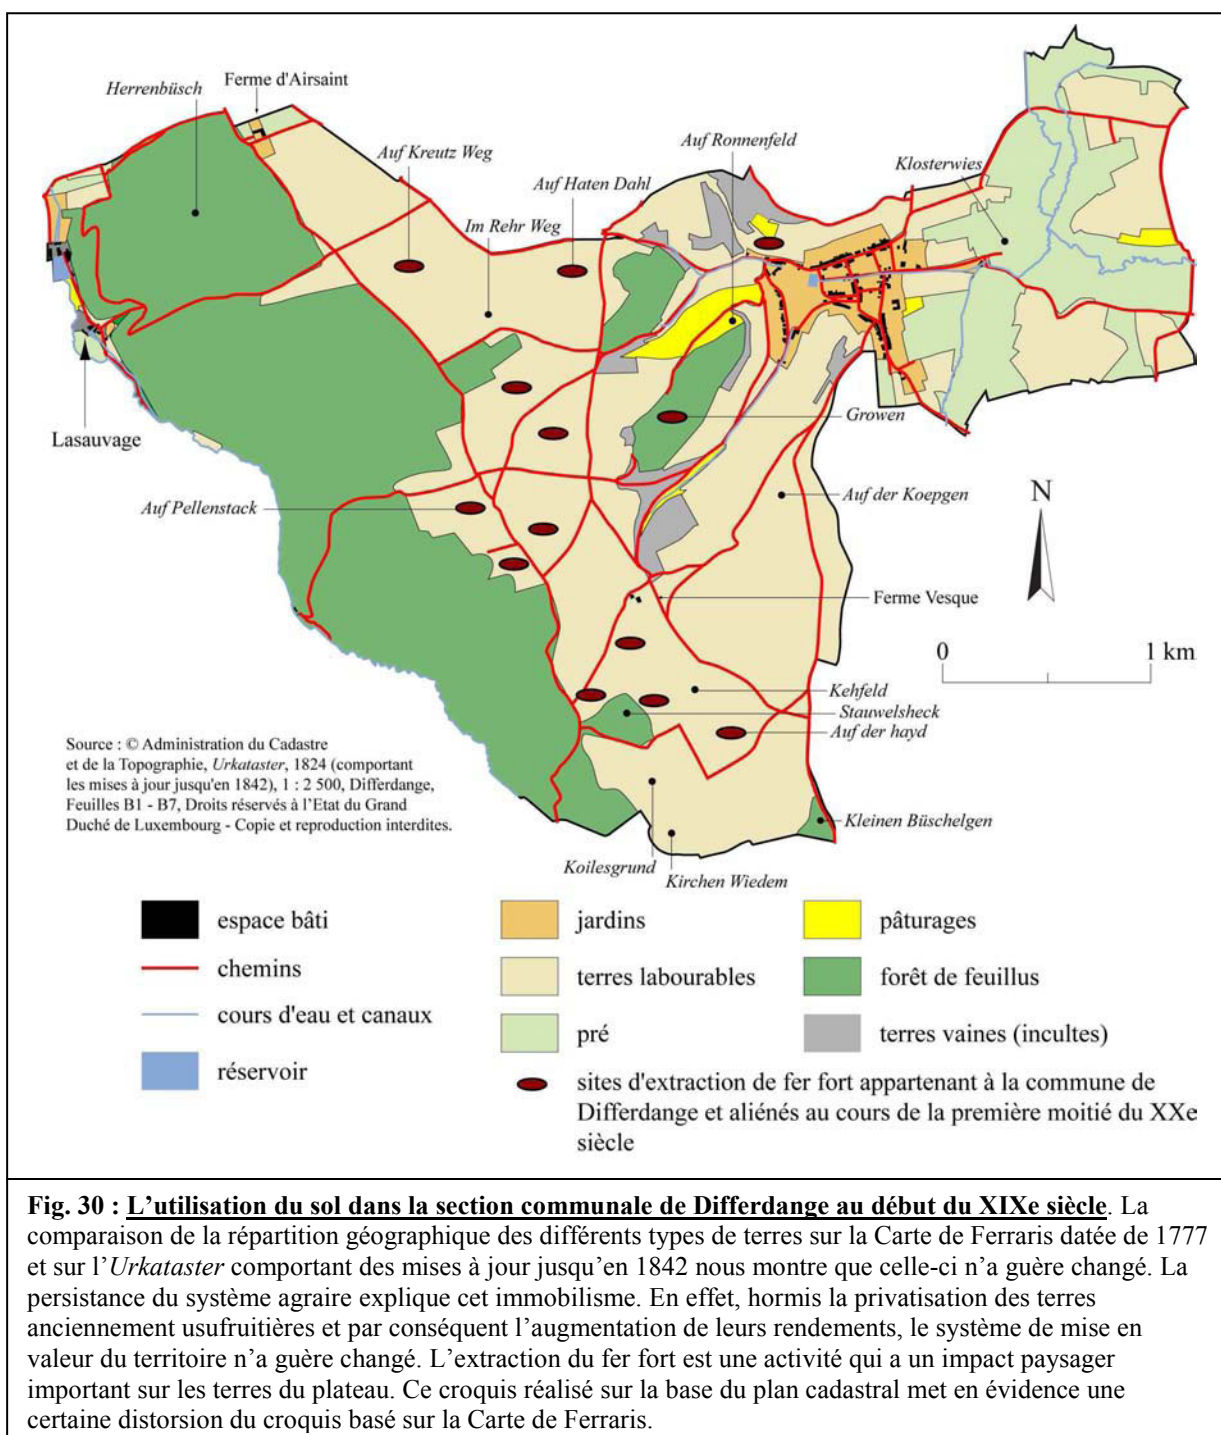 Herrenbüsch
Ferme d'Airsaint
Auf Kreutz Weg
Auf Ronnenfeld
Auf Haten Dahl
Klosterwies
Im Rehr Weg
Lasauvage
Growen
Auf Pellenstack
Auf der Koepgen
N
Ferme Vesque
0 1 km
Kehfeld
Stauwelsheck
Auf der hayd
Source : © Administration du Cadastre
et de la Topographie, Urkataster, 1824 (comportant
les mises à jour jusqu'en 1842), 1 : 2 500, Differdange,
Feuilles B1 - B7, Droits réservés à l'Etat du Grand
Duché de Luxembourg - Copie et reproduction interdites.
Kleinen Büschelgen
Koilesgrund
Kirchen Wiedem
espace bâti
jardins
pâturages
chemins
terres labourables
forêt de feuillus
cours d'eau et canaux
pré
terres vaines (incultes)
réservoir
sites d'extraction de fer fort appartenant à la commune de
Differdange et aliénés au cours de la première moitié du XXe
siècle
Fig. 30 : L'utilisation du sol dans la section communale de Differdange au début du XIXe siècle. La
comparaison de la répartition géographique des différents types de terres sur la Carte de Ferraris datée de 1777
et sur l'Urkataster comportant des mises à jour jusqu'en 1842 nous montre que celle-ci n'a guère changé. La
persistance du système agraire explique cet immobilisme. En effet, hormis la privatisation des terres
anciennement usufruitières et par conséquent l'augmentation de leurs rendements, le système de mise en
valeur du territoire n'a guère changé. L'extraction du fer fort est une activité qui a un impact paysager
important sur les terres du plateau. Ce croquis réalisé sur la base du plan cadastral met en évidence une
certaine distorsion du croquis basé sur la Carte de Ferraris.